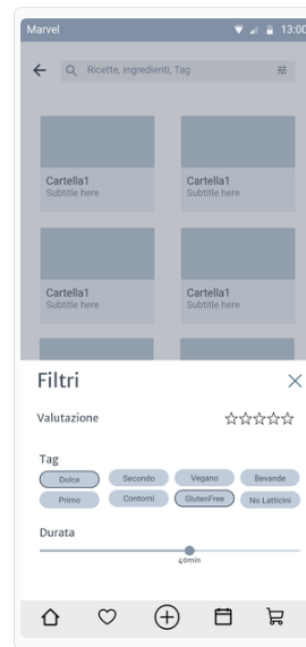 Marvel 13:00
Ricette, ingredienti, Tag
Cartella1 Cartella1
Subtitle here Subtitle here
Cartella1 Cartella1
Subtitle here Subtitle here
Filtri
Valutazione
Tag
Dolce Secondo Vegano Bevande
Primo Contorni GlutenFree No Latticini
Durata
40min